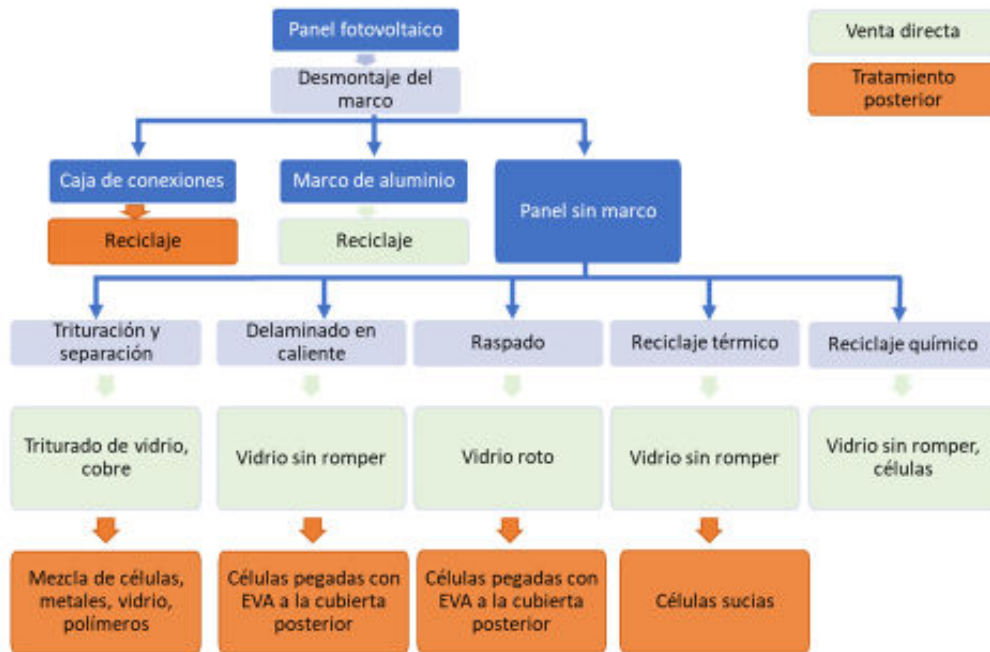 Panel fotovoltaico
Venta directa
Desmontaje del
marco
Tratamiento
posterior
Caja de conexiones
Marco de aluminio
Panel sin marco
Reciclaje
Reciclaje
Trituración y
separación
Delaminado en
caliente
Raspado
Reciclaje térmico
Reciclaje químico
Triturado de vidrio,
cobre
Vidrio sin romper
Vidrio roto
Vidrio sin romper
Vidrio sin romper,
células
Mezcla de células,
metales, vidrio,
polímeros
Células pegadas con
EVA a la cubierta
posterior
Células pegadas con
EVA a la cubierta
posterior
Células sucias